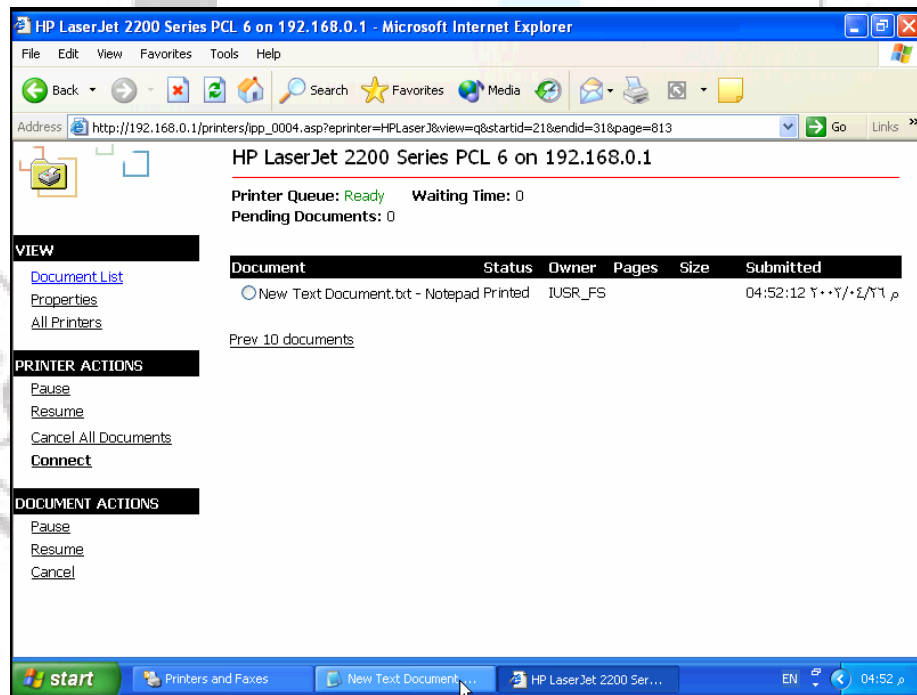 HP LaserJet 2200 Series PCL 6 on 192.168.0.1 - Microsoft Internet Explorer
File Edit View Favorites Tools Help
Back Search Favorites Media
Address http://192.168.0.1/printers/ipp_0004.asp?eprinter=HPLaserJ&view=q&startid=21&endid=31&page=813 Go Links »
HP LaserJet 2200 Series PCL 6 on 192.168.0.1
Printer Queue: Ready Waiting Time: 0
Pending Documents: 0
VIEW
Document List
Properties
All Printers
PRINTER ACTIONS
Pause
Resume
Cancel All Documents
Connect
DOCUMENT ACTIONS
Pause
Resume
Cancel
Document Status Owner Pages Size Submitted
New Text Document.txt - Notepad Printed IUSR_FS 04:52:12 ٢٠٠٢/٠٤/٢٦ م
Prev 10 documents
start Printers and Faxes New Text Document.... HP LaserJet 2200 Ser... EN 04:52 م